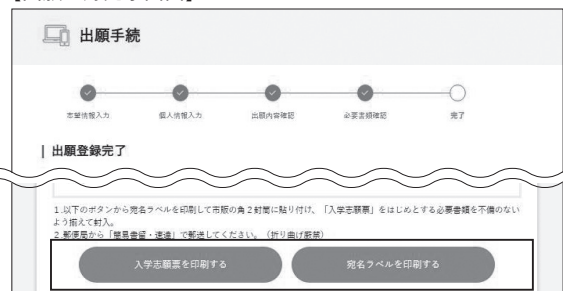 出願手続
志望情報入力
個人情報入力
出願内容確認
必要書類確認
完了
出願登録完了
1.以下のボタンから宛名ラベルを印刷して市販の角2封筒に貼り付け、「入学志願票」をはじめとする必要書類を不備のない
よう揃えて封入。
2.郵便局から「簡易書留・速達」で郵送してください。（折り曲げ厳禁）
入学志願票を印刷する
宛名ラベルを印刷する